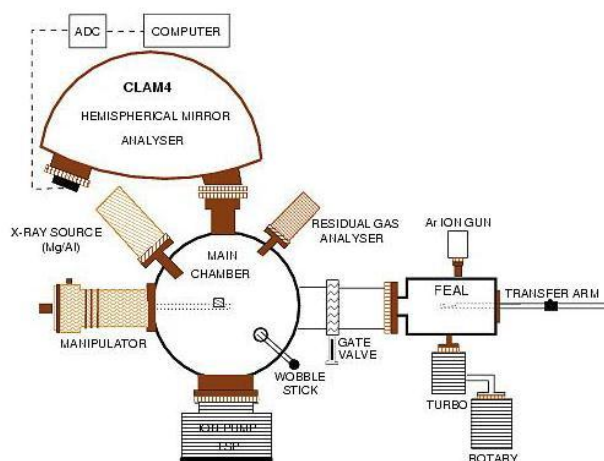 ADC
COMPUTER
CLAM4
HEMISPHERICAL MIRROR
ANALYSER
X-RAY SOURCE
(Mg/Al)
RESIDUAL GAS
ANALYSER
Ar ION GUN
MAIN
CHAMBER
FEAL
TRANSFER ARM
MANIPULATOR
GATE
VALVE
WOBBLE
STICK
TURBO
ION PUMP
TSP
ROTARY